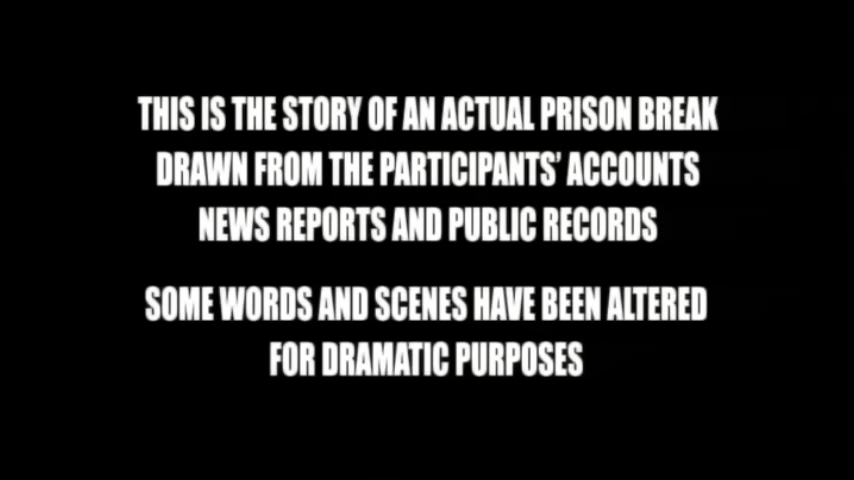 THIS IS THE STORY OF AN ACTUAL PRISON BREAK
DRAWN FROM THE PARTICIPANTS' ACCOUNTS
NEWS REPORTS AND PUBLIC RECORDS
SOME WORDS AND SCENES HAVE BEEN ALTERED
FOR DRAMATIC PURPOSES